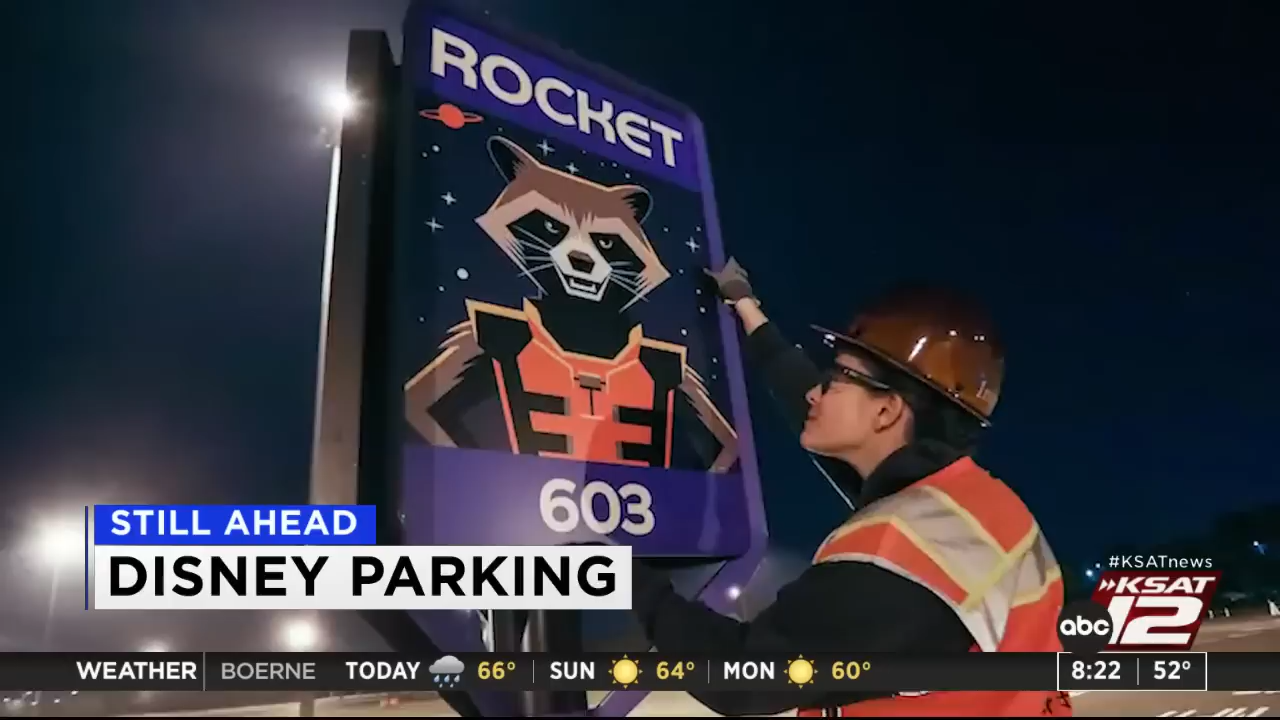 ROCKET
603
STILL AHEAD
DISNEY PARKING
#KSATnews
KSAT
abc 12
WEATHER BOERNE TODAY 66° SUN 64° MON 60° 8:22 52°